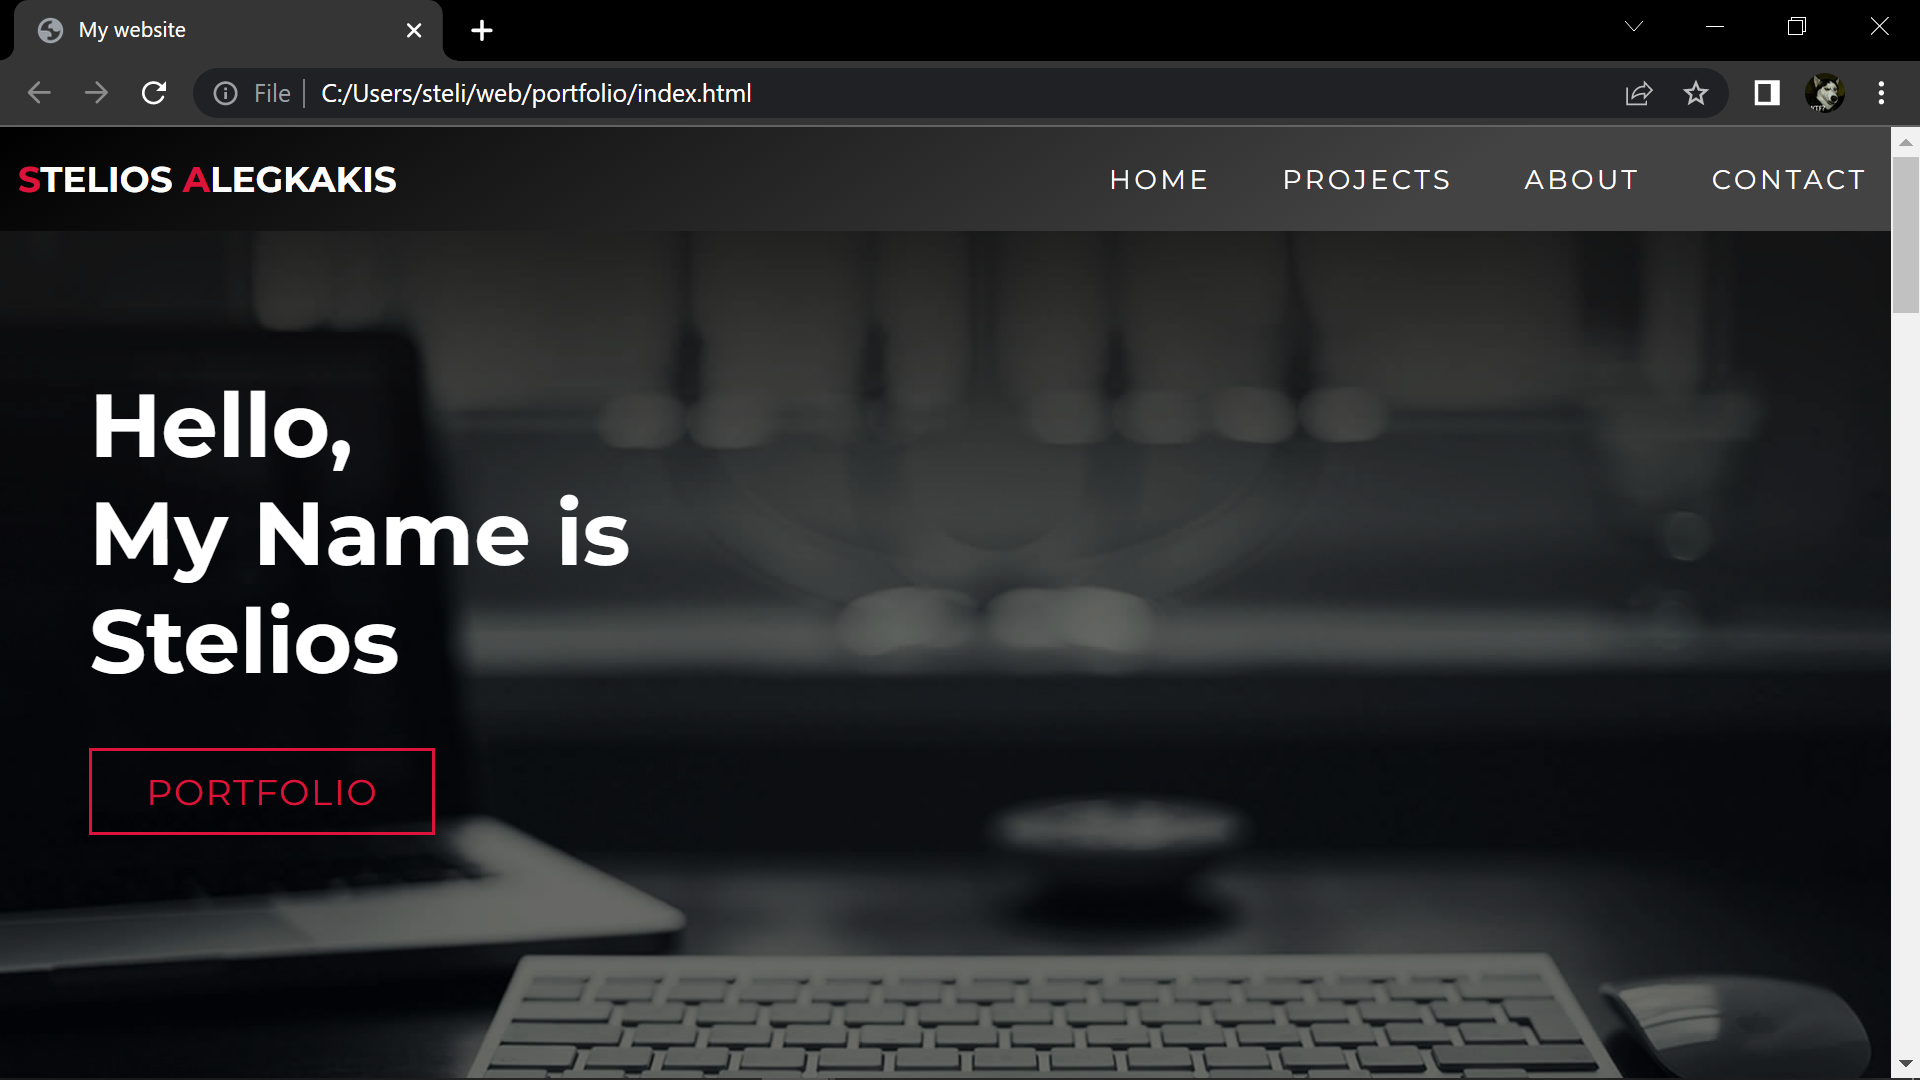 My website
File
C:/Users/steli/web/portfolio/index.html
STELIOS ALEGKAKIS
HOME
PROJECTS
ABOUT
CONTACT
Hello,
My Name is
Stelios
PORTFOLIO